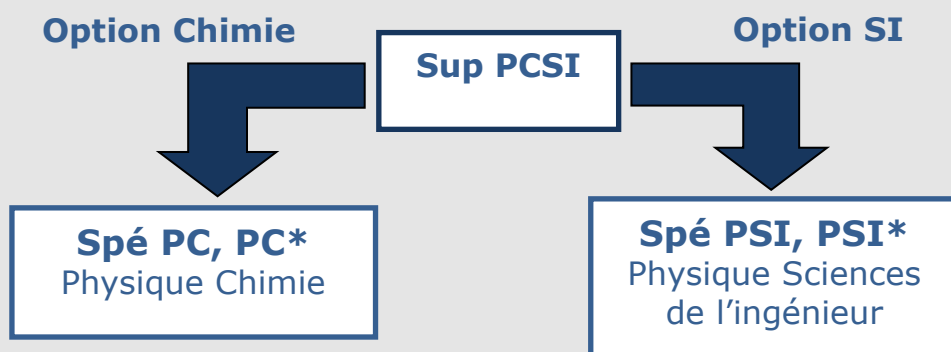 Option Chimie
Option SI
Sup PCSI
Spé PC, PC*
Physique Chimie
Spé PSI, PSI*
Physique Sciences
de l'ingénieur